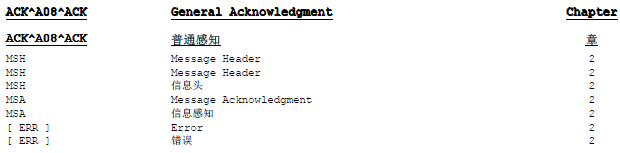 ACK^A08^ACK General Acknowledgment Chapter
ACK^A08^ACK 普通感知 章
MSH Message Header 2
MSH Message Header 2
MSH 信息头 2
MSA Message Acknowledgment 2
MSA 信息感知 2
[ ERR ] Error 2
[ ERR ] 错误 2